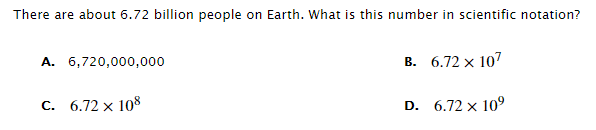 There are about 6.72 billion people on Earth. What is this number in scientific notation?
A. 6,720,000,000 B. 6.72 × 10⁷
C. 6.72 × 10⁸ D. 6.72 × 10⁹